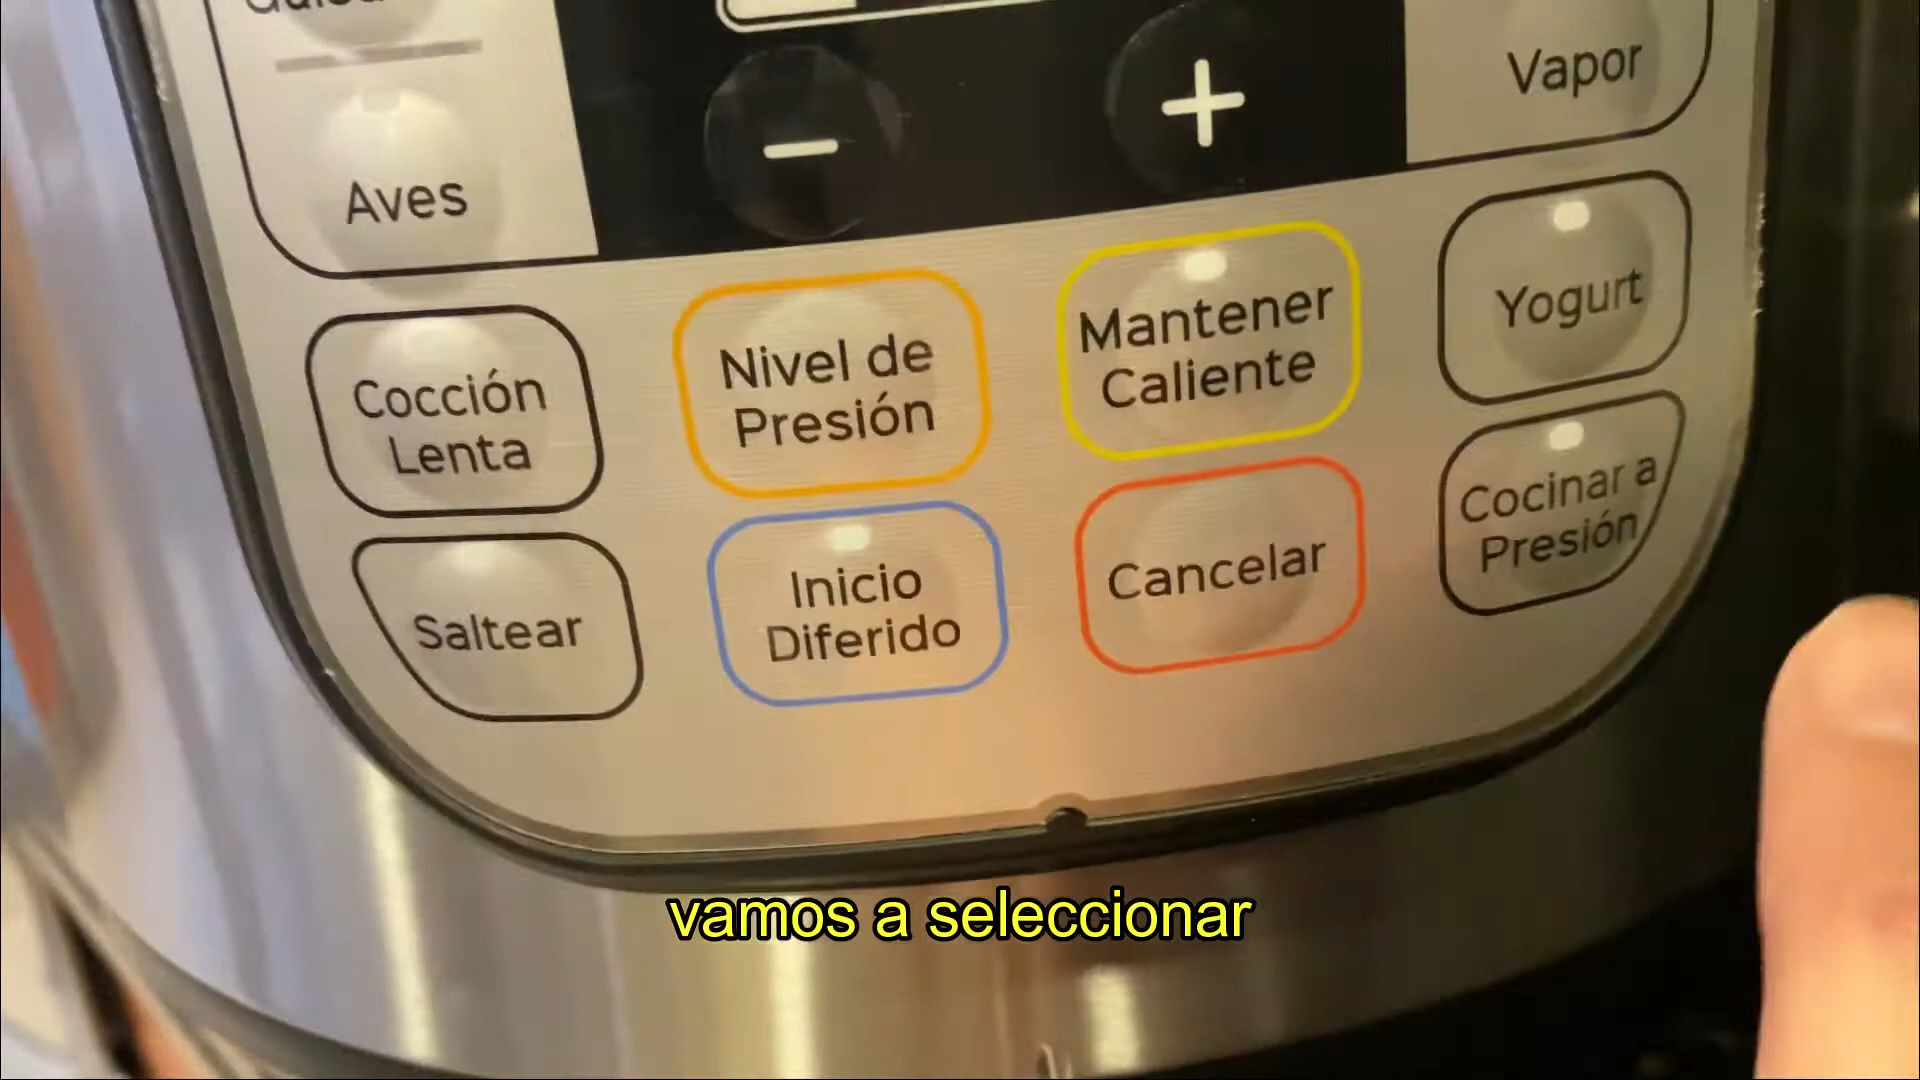 Vapor
Aves
Cocción
Lenta
Nivel de
Presión
Mantener
Caliente
Yogurt
Saltear
Inicio
Diferido
Cancelar
Cocinar a
Presión
vamos a seleccionar